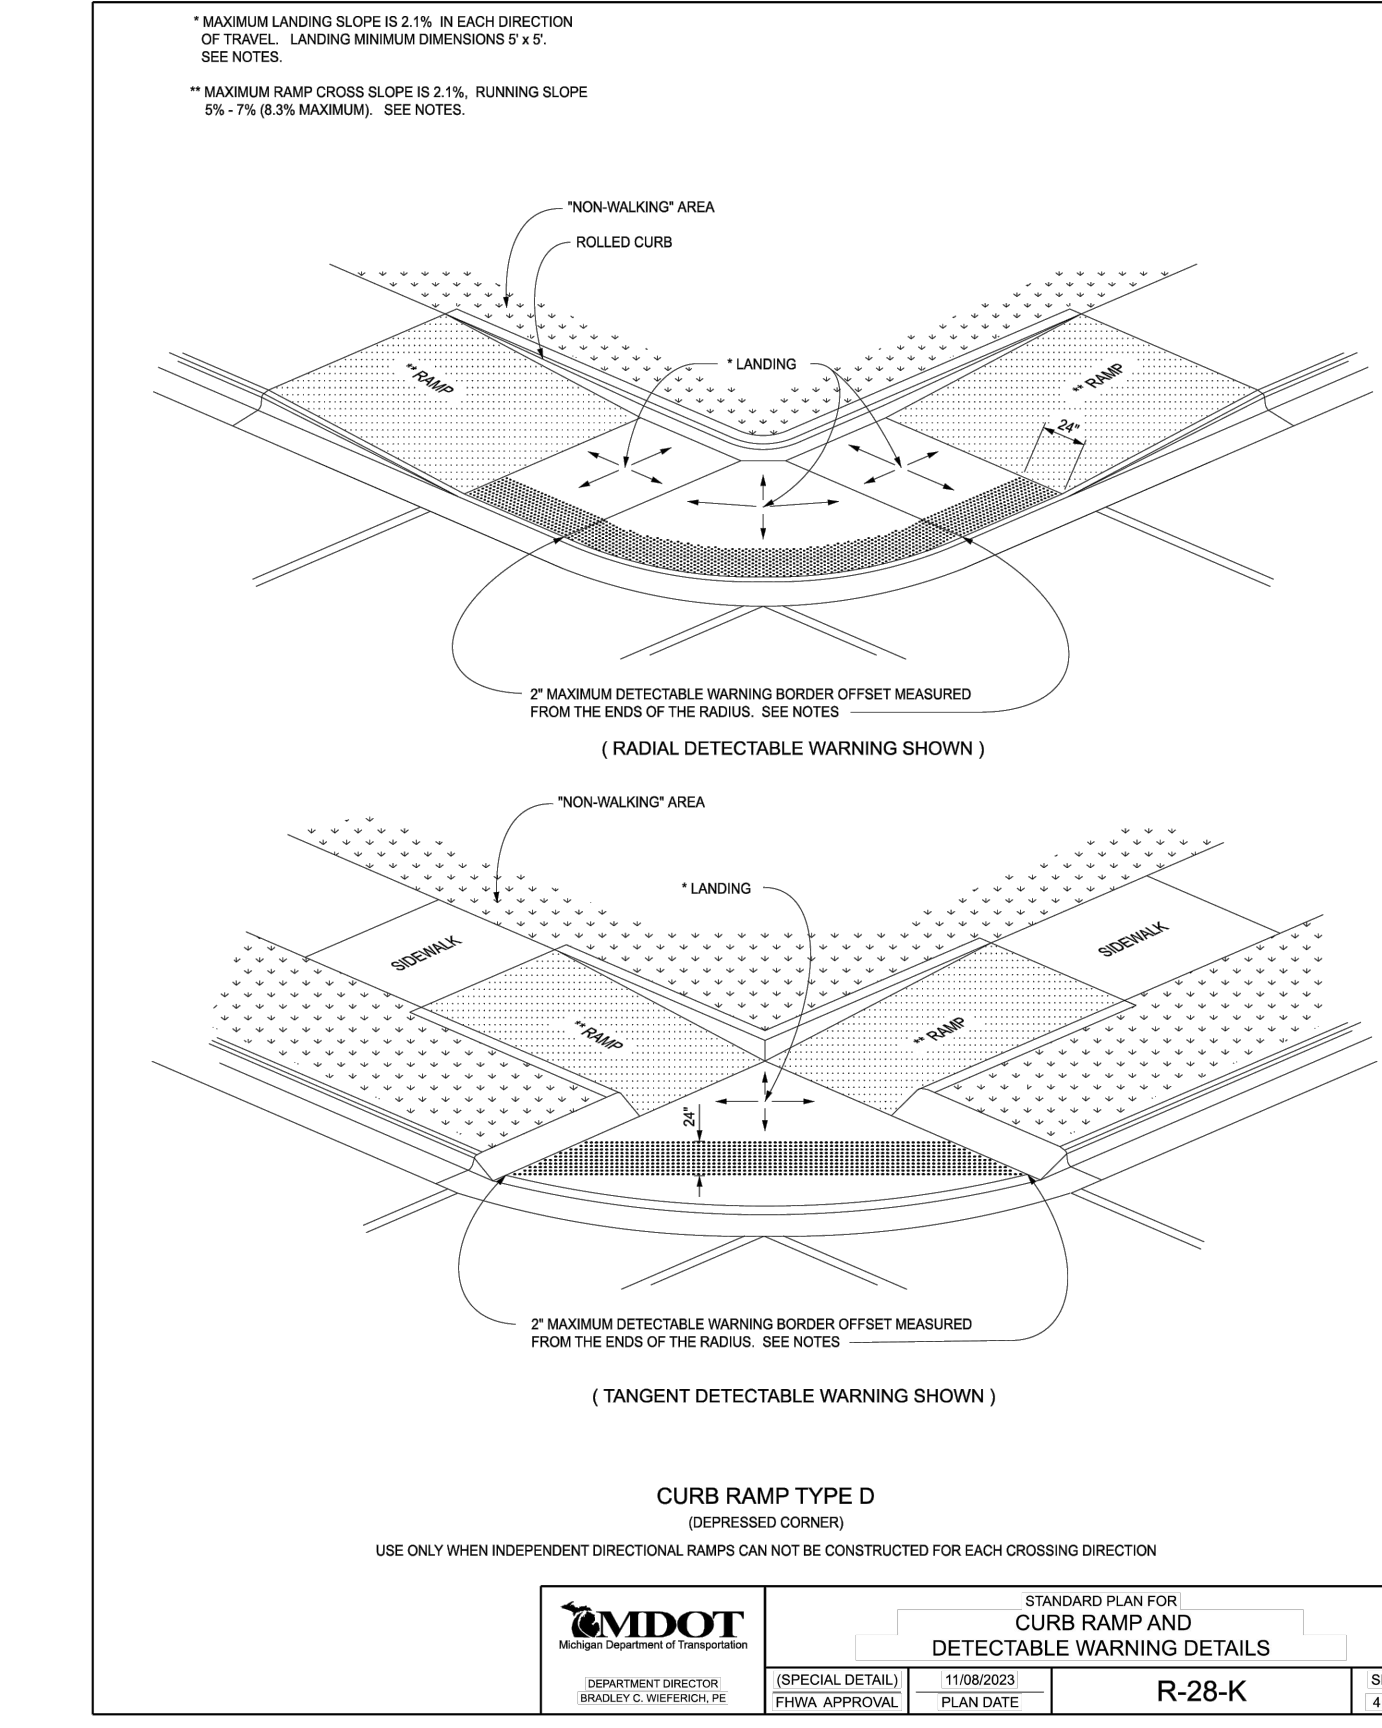 * MAXIMUM LANDING SLOPE IS 2.1% IN EACH DIRECTION
OF TRAVEL. LANDING MINIMUM DIMENSIONS 5' x 5'.
SEE NOTES.
** MAXIMUM RAMP CROSS SLOPE IS 2.1%, RUNNING SLOPE
5% - 7% (8.3% MAXIMUM). SEE NOTES.
"NON-WALKING" AREA
ROLLED CURB
* LANDING
** RAMP
** RAMP
24"
2" MAXIMUM DETECTABLE WARNING BORDER OFFSET MEASURED
FROM THE ENDS OF THE RADIUS. SEE NOTES
( RADIAL DETECTABLE WARNING SHOWN )
"NON-WALKING" AREA
* LANDING
SIDEWALK
SIDEWALK
** RAMP
** RAMP
24"
2" MAXIMUM DETECTABLE WARNING BORDER OFFSET MEASURED
FROM THE ENDS OF THE RADIUS. SEE NOTES
( TANGENT DETECTABLE WARNING SHOWN )
CURB RAMP TYPE D
(DEPRESSED CORNER)
USE ONLY WHEN INDEPENDENT DIRECTIONAL RAMPS CAN NOT BE CONSTRUCTED FOR EACH CROSSING DIRECTION
MDOT
Michigan Department of Transportation
DEPARTMENT DIRECTOR
BRADLEY C. WIEFERICH, PE
STANDARD PLAN FOR
CURB RAMP AND
DETECTABLE WARNING DETAILS
(SPECIAL DETAIL)
FHWA APPROVAL
11/08/2023
PLAN DATE
R-28-K
4